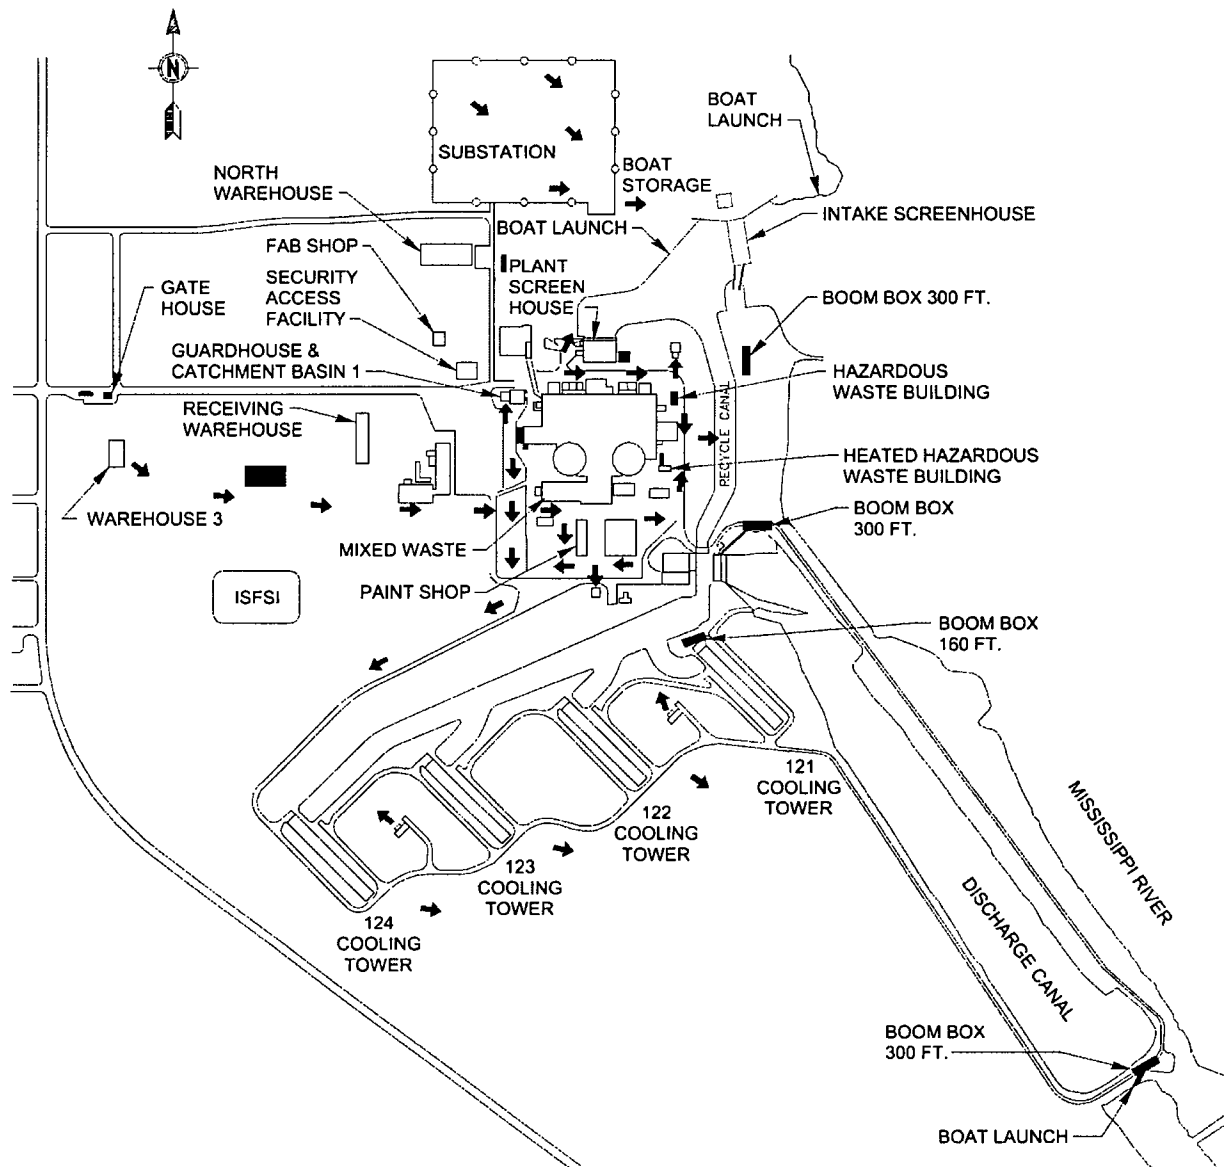 N
BOAT
LAUNCH
SUBSTATION
NORTH
WAREHOUSE
BOAT
STORAGE
BOAT LAUNCH
INTAKE SCREENHOUSE
FAB SHOP
PLANT
SCREEN
HOUSE
SECURITY
ACCESS
FACILITY
GATE
HOUSE
BOOM BOX 300 FT.
GUARDHOUSE &
CATCHMENT BASIN 1
HAZARDOUS
WASTE BUILDING
RECEIVING
WAREHOUSE
RECYCLE CANAL
HEATED HAZARDOUS
WASTE BUILDING
WAREHOUSE 3
BOOM BOX
300 FT.
MIXED WASTE
PAINT SHOP
ISFSI
BOOM BOX
160 FT.
121
COOLING
TOWER
122
COOLING
TOWER
123
COOLING
TOWER
124
COOLING
TOWER
MISSISSIPPI RIVER
DISCHARGE CANAL
BOOM BOX
300 FT.
BOAT LAUNCH